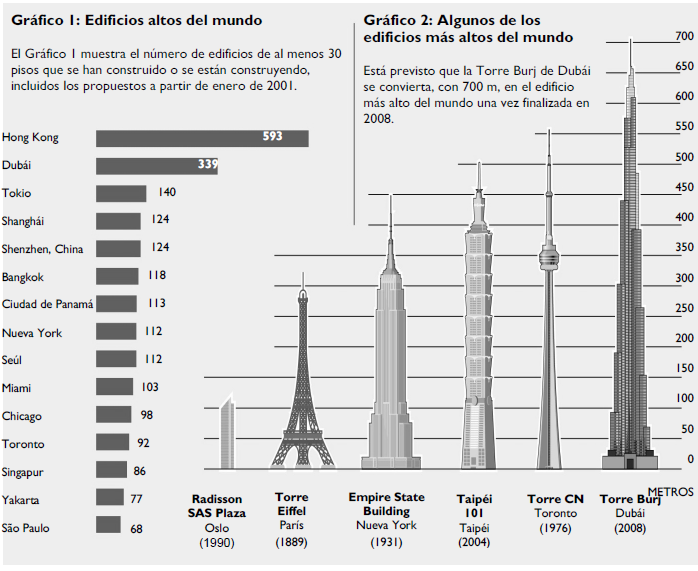 Gráfico 1: Edificios altos del mundo
El Gráfico 1 muestra el número de edificios de al menos 30
pisos que se han construido o se están construyendo,
incluidos los propuestos a partir de enero de 2001.
Hong Kong 593
Dubái 339
Tokio 140
Shanghái 124
Shenzhen, China 124
Bangkok 118
Ciudad de Panamá 113
Nueva York 112
Seúl 112
Miami 103
Chicago 98
Toronto 92
Singapur 86
Yakarta 77
São Paulo 68
Gráfico 2: Algunos de los
edificios más altos del mundo
Está previsto que la Torre Burj de Dubái
se convierta, con 700 m, en el edificio
más alto del mundo una vez finalizada en
2008.
700
650
600
550
500
450
400
350
300
250
200
150
100
50
0
METROS
Radisson
SAS Plaza
Oslo
(1990)
Torre
Eiffel
París
(1889)
Empire State
Building
Nueva York
(1931)
Taipéi
101
Taipéi
(2004)
Torre CN
Toronto
(1976)
Torre Burj
Dubái
(2008)